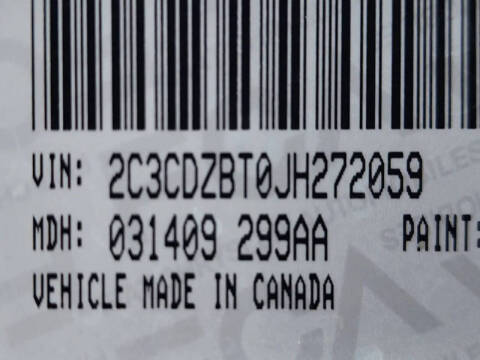 VIN: 2C3CDZBT0JH272059
MDH: 031409 299AA PAINT:
VEHICLE MADE IN CANADA